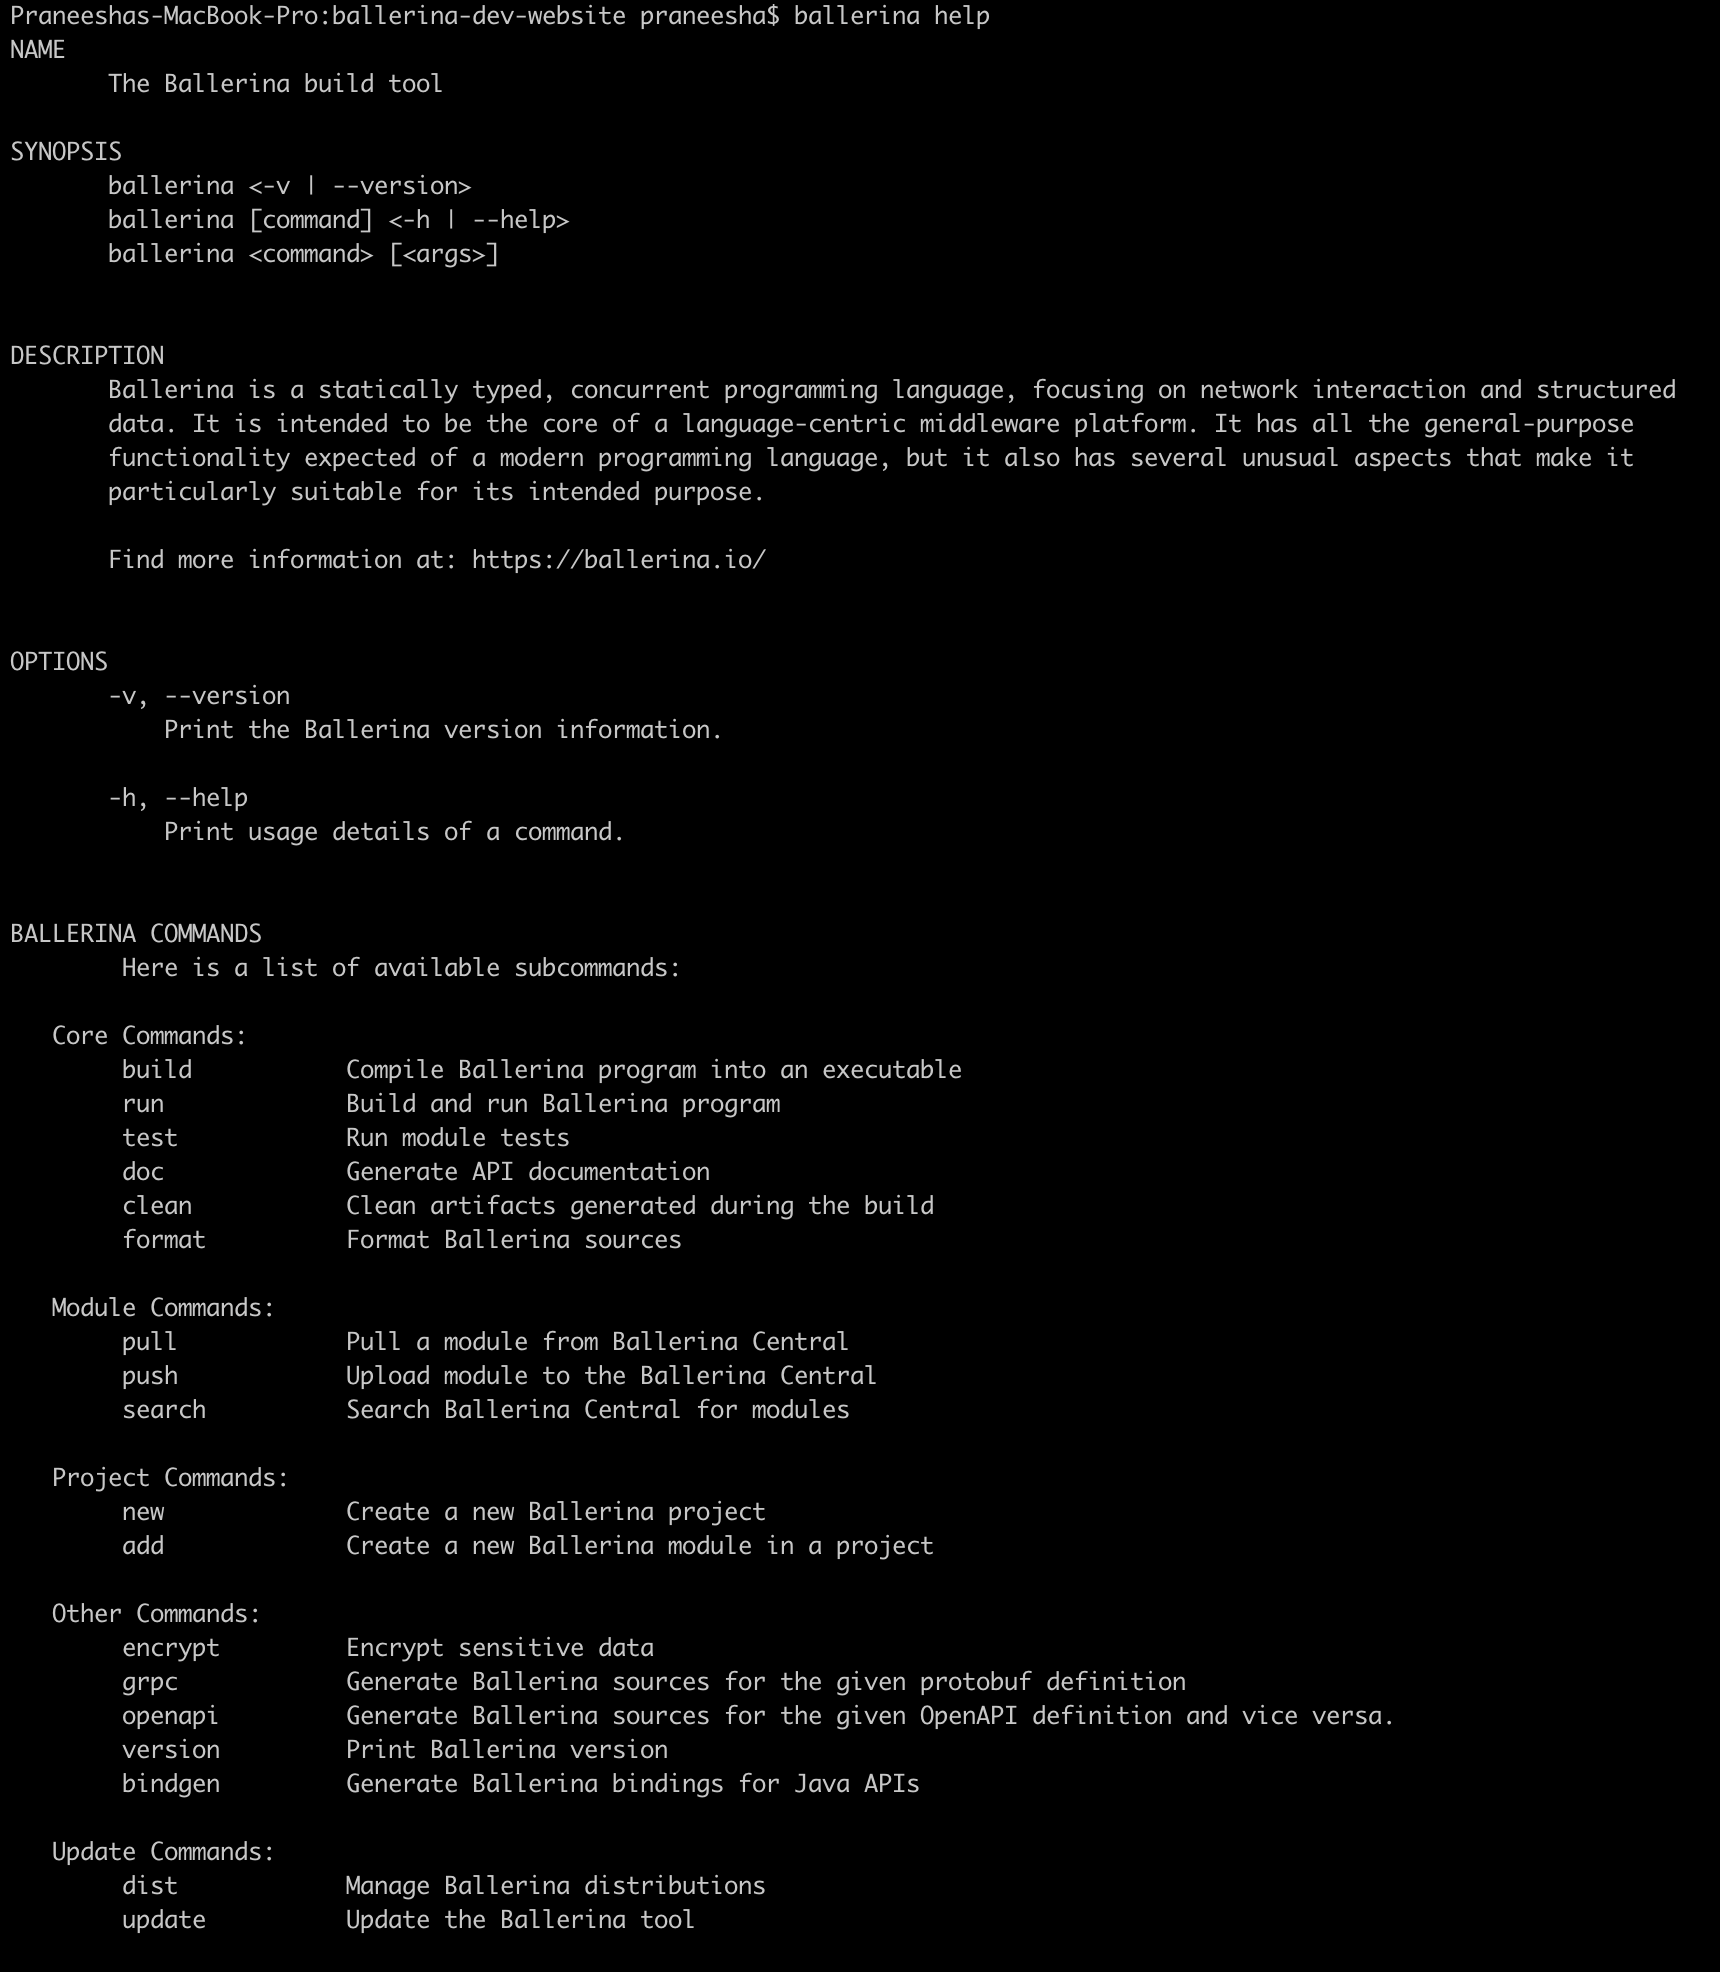 Praneeshas-MacBook-Pro:ballerina-dev-website praneesha$ ballerina help
NAME
The Ballerina build tool
SYNOPSIS
ballerina <-v | --version>
ballerina [command] <-h | --help>
ballerina <command> [<args>]
DESCRIPTION
Ballerina is a statically typed, concurrent programming language, focusing on network interaction and structured
data. It is intended to be the core of a language-centric middleware platform. It has all the general-purpose
functionality expected of a modern programming language, but it also has several unusual aspects that make it
particularly suitable for its intended purpose.
Find more information at: https://ballerina.io/
OPTIONS
-v, --version
Print the Ballerina version information.
-h, --help
Print usage details of a command.
BALLERINA COMMANDS
Here is a list of available subcommands:
Core Commands:
build Compile Ballerina program into an executable
run Build and run Ballerina program
test Run module tests
doc Generate API documentation
clean Clean artifacts generated during the build
format Format Ballerina sources
Module Commands:
pull Pull a module from Ballerina Central
push Upload module to the Ballerina Central
search Search Ballerina Central for modules
Project Commands:
new Create a new Ballerina project
add Create a new Ballerina module in a project
Other Commands:
encrypt Encrypt sensitive data
grpc Generate Ballerina sources for the given protobuf definition
openapi Generate Ballerina sources for the given OpenAPI definition and vice versa.
version Print Ballerina version
bindgen Generate Ballerina bindings for Java APIs
Update Commands:
dist Manage Ballerina distributions
update Update the Ballerina tool